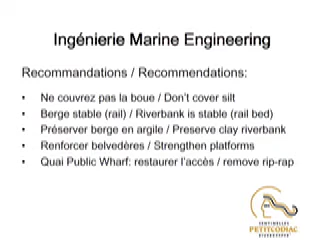 Ingénierie Marine Engineering
Recommandations / Recommendations:
• Ne couvrez pas la boue / Don't cover silt
• Berge stable (rail) / Riverbank is stable (rail bed)
• Préserver berge en argile / Preserve clay riverbank
• Renforcer belvedères / Strengthen platforms
• Quai Public Wharf: restaurer l'accès / remove rip-rap
SENTINELLES
PETITCODIAC
RIVERKEEPER